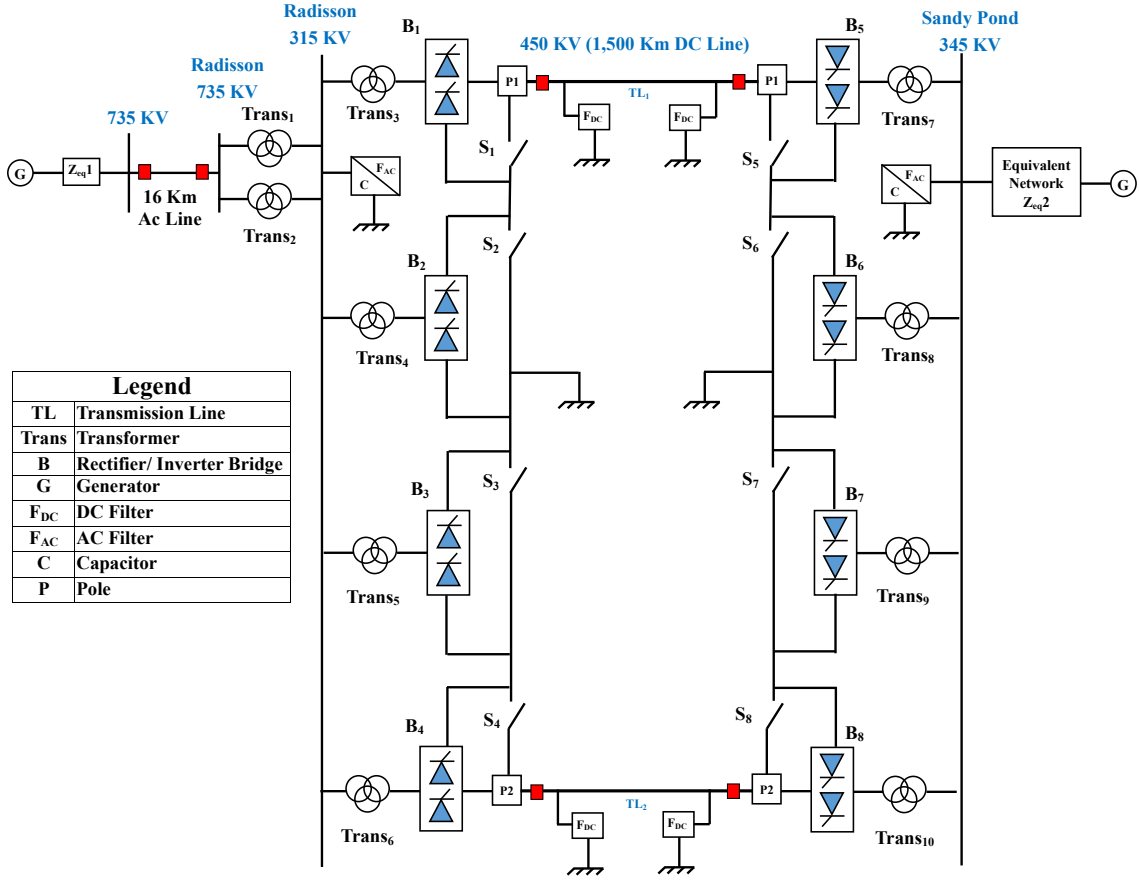 Radisson
315 KV
Radisson
735 KV
735 KV
Trans₁
Trans₂
G
Zeq1
16 Km
Ac Line
Trans₃
B₁
P1
450 KV (1,500 Km DC Line)
TL₁
FDC
FDC
P1
B₅
Trans₇
Sandy Pond
345 KV
S₁
S₅
FAC
C
FAC
C
Equivalent
Network
Zeq2
G
S₂
S₆
B₂
B₆
Trans₄
Trans₈
Legend
TL Transmission Line
Trans Transformer
B Rectifier/ Inverter Bridge
G Generator
FDC DC Filter
FAC AC Filter
C Capacitor
P Pole
B₃
S₃
S₇
B₇
Trans₅
Trans₉
B₄
S₄
S₈
B₈
P2
TL₂
P2
FDC
FDC
Trans₆
Trans₁₀